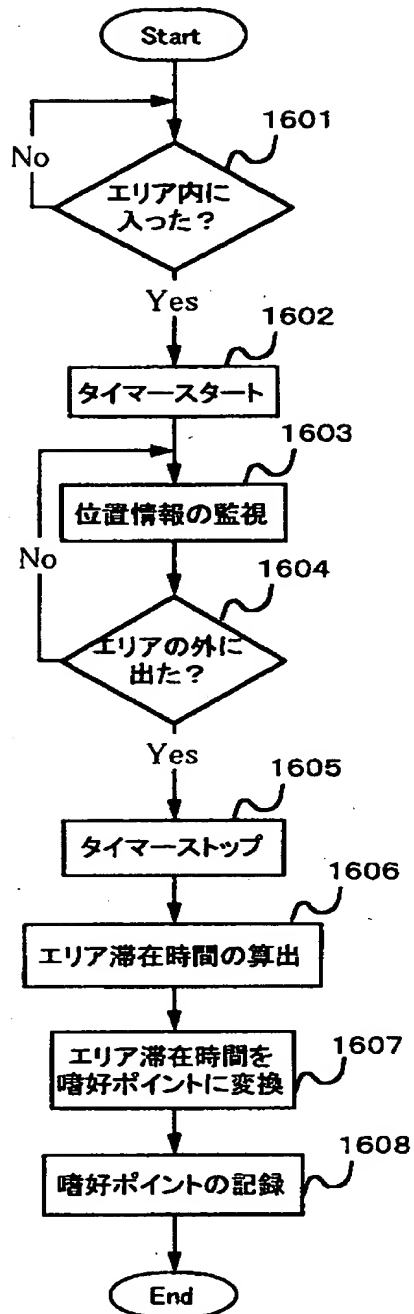 Start
1601
No
エリア内に
入った?
Yes
1602
タイマースタート
1603
位置情報の監視
No
1604
エリアの外に
出た?
Yes
1605
タイマーストップ
1606
エリア滞在時間の算出
エリア滞在時間を
嗜好ポイントに変換
1607
1608
嗜好ポイントの記録
End